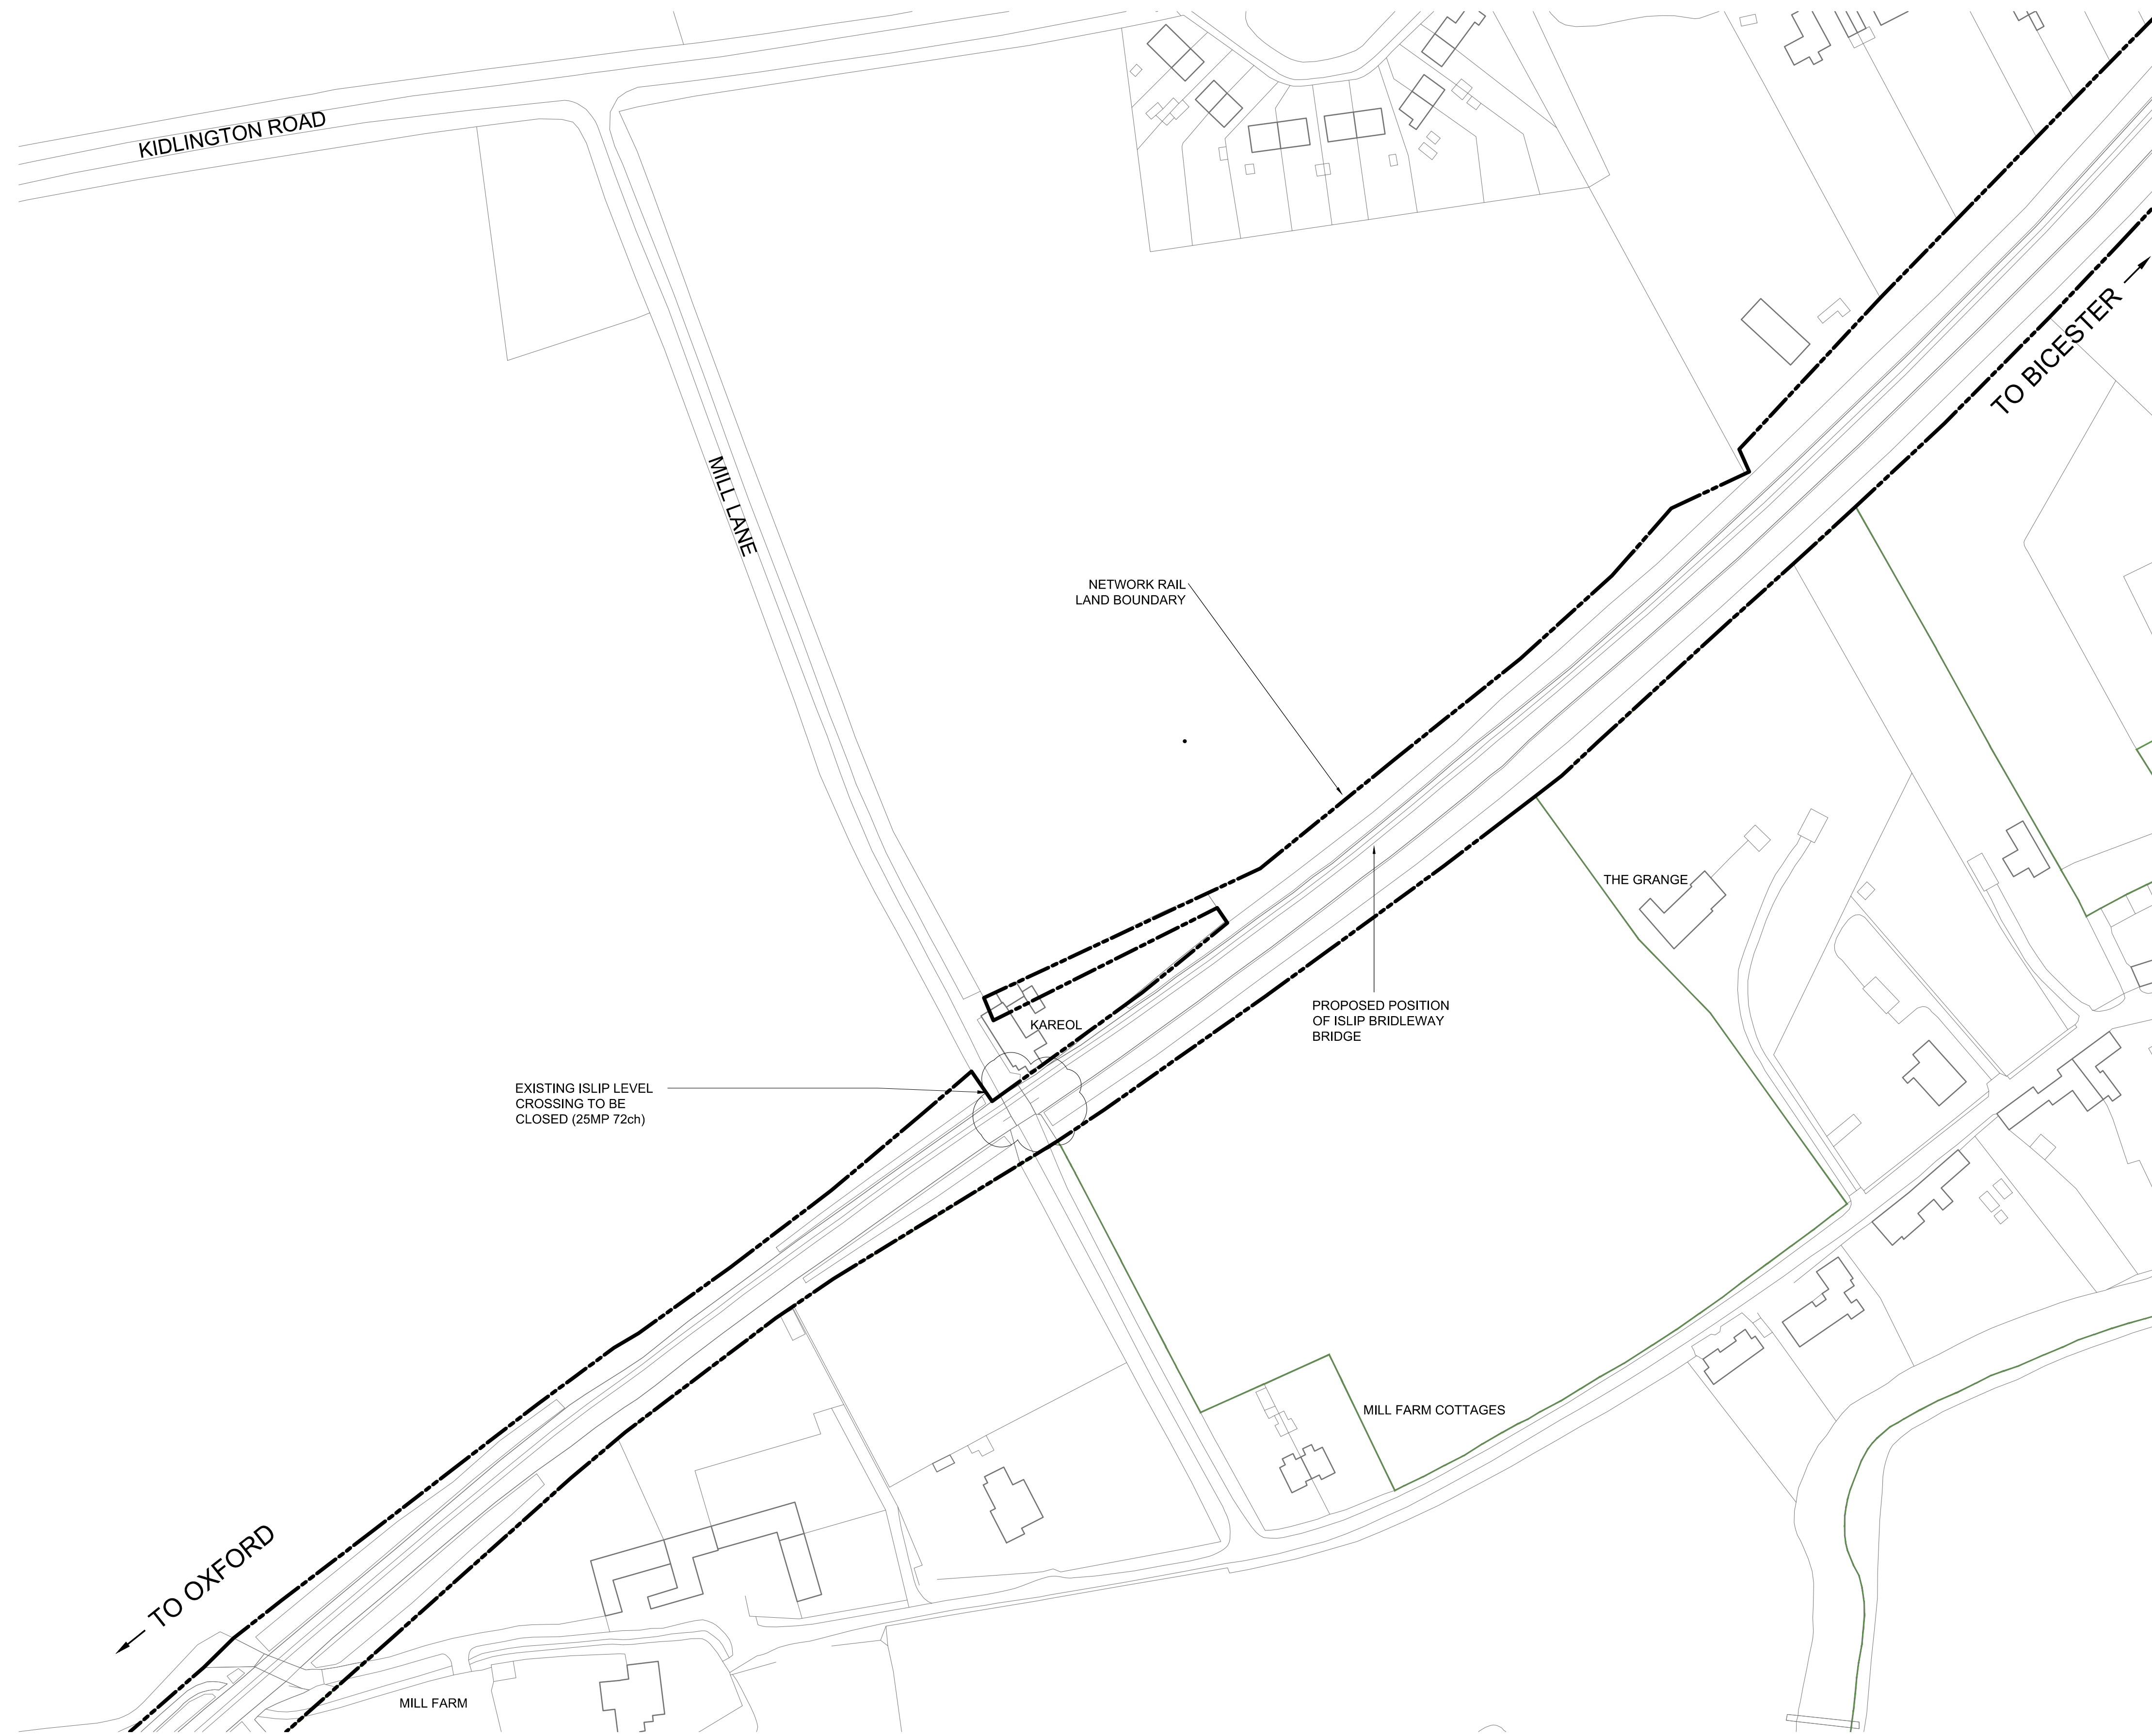 KIDLINGTON ROAD
TO BICESTER
MILL LANE
NETWORK RAIL
LAND BOUNDARY
THE GRANGE
PROPOSED POSITION
OF ISLIP BRIDLEWAY
BRIDGE
KAREOL
EXISTING ISLIP LEVEL
CROSSING TO BE
CLOSED (25MP 72ch)
MILL FARM COTTAGES
TO OXFORD
MILL FARM